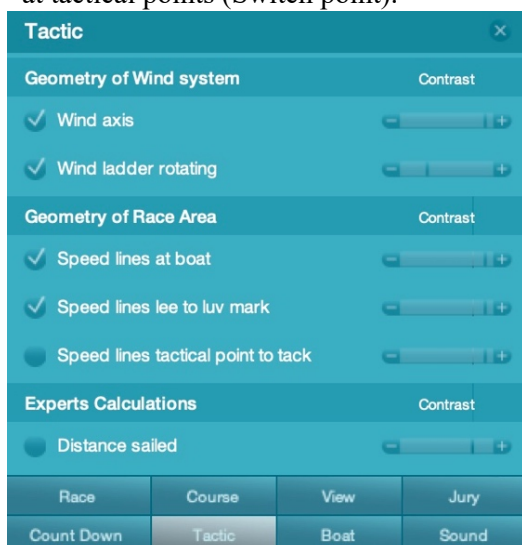 at tactical points (Switch point).
Tactic
Geometry of Wind system Contrast
Wind axis
Wind ladder rotating
Geometry of Race Area Contrast
Speed lines at boat
Speed lines lee to luv mark
Speed lines tactical point to tack
Experts Calculations Contrast
Distance sailed
Race Course View Jury
Count Down Tactic Boat Sound